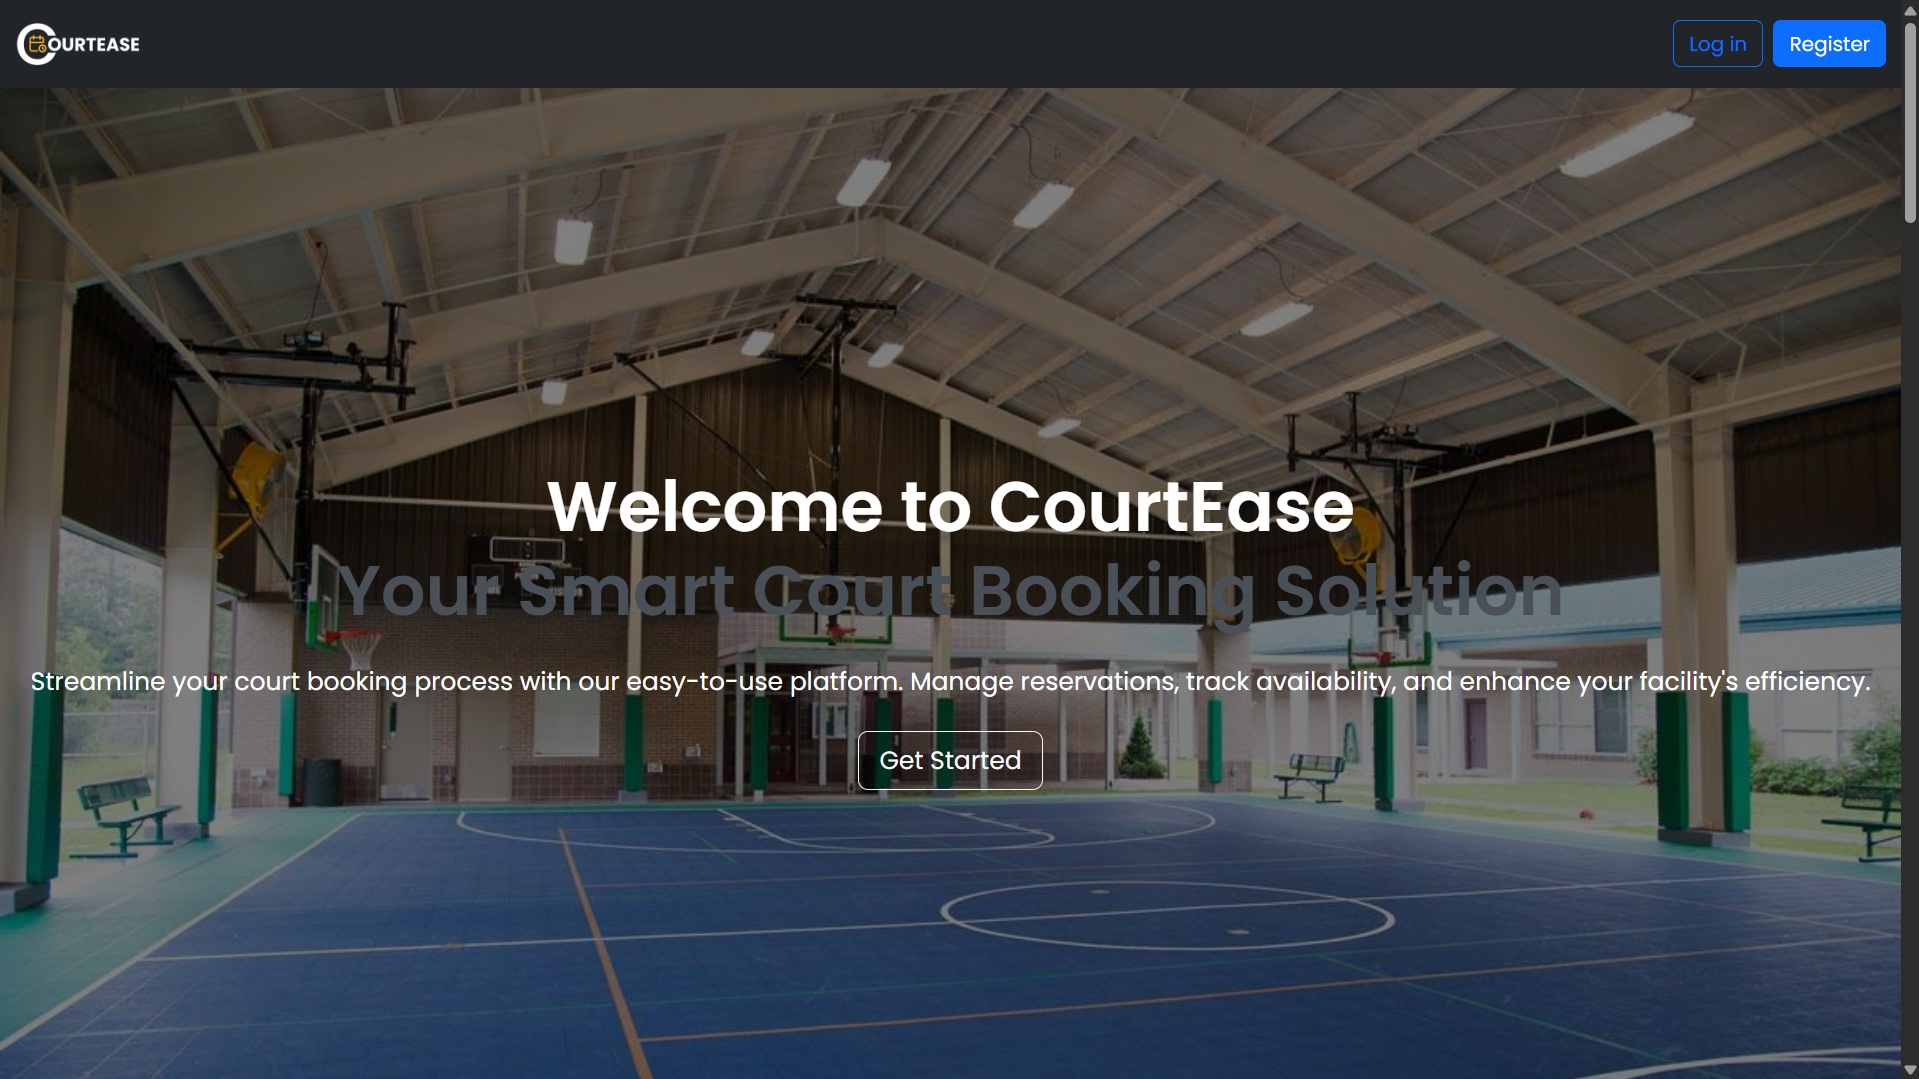 COURTEASE
Log in
Register
Welcome to CourtEase
Your Smart Court Booking Solution
Streamline your court booking process with our easy-to-use platform. Manage reservations, track availability, and enhance your facility's efficiency.
Get Started